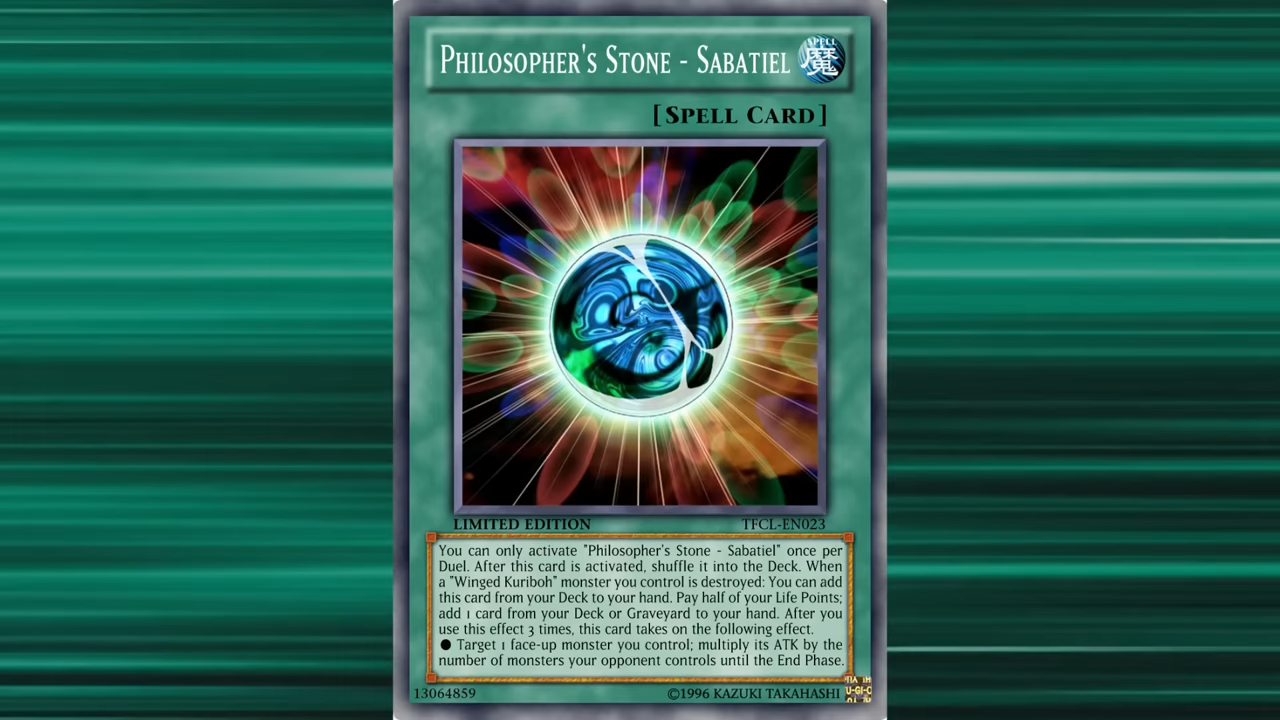 Philosopher's Stone - Sabatiel
SPELL
魔
[Spell Card]
LIMITED EDITION
TFCL-EN023
You can only activate "Philosopher's Stone - Sabatiel" once per
Duel. After this card is activated, shuffle it into the Deck. When
a "Winged Kuriboh" monster you control is destroyed: You can add
this card from your Deck to your hand. Pay half of your Life Points;
add 1 card from your Deck or Graveyard to your hand. After you
use this effect 3 times, this card takes on the following effect.
● Target 1 face-up monster you control; multiply its ATK by the
number of monsters your opponent controls until the End Phase.
13064859
©1996 KAZUKI TAKAHASHI